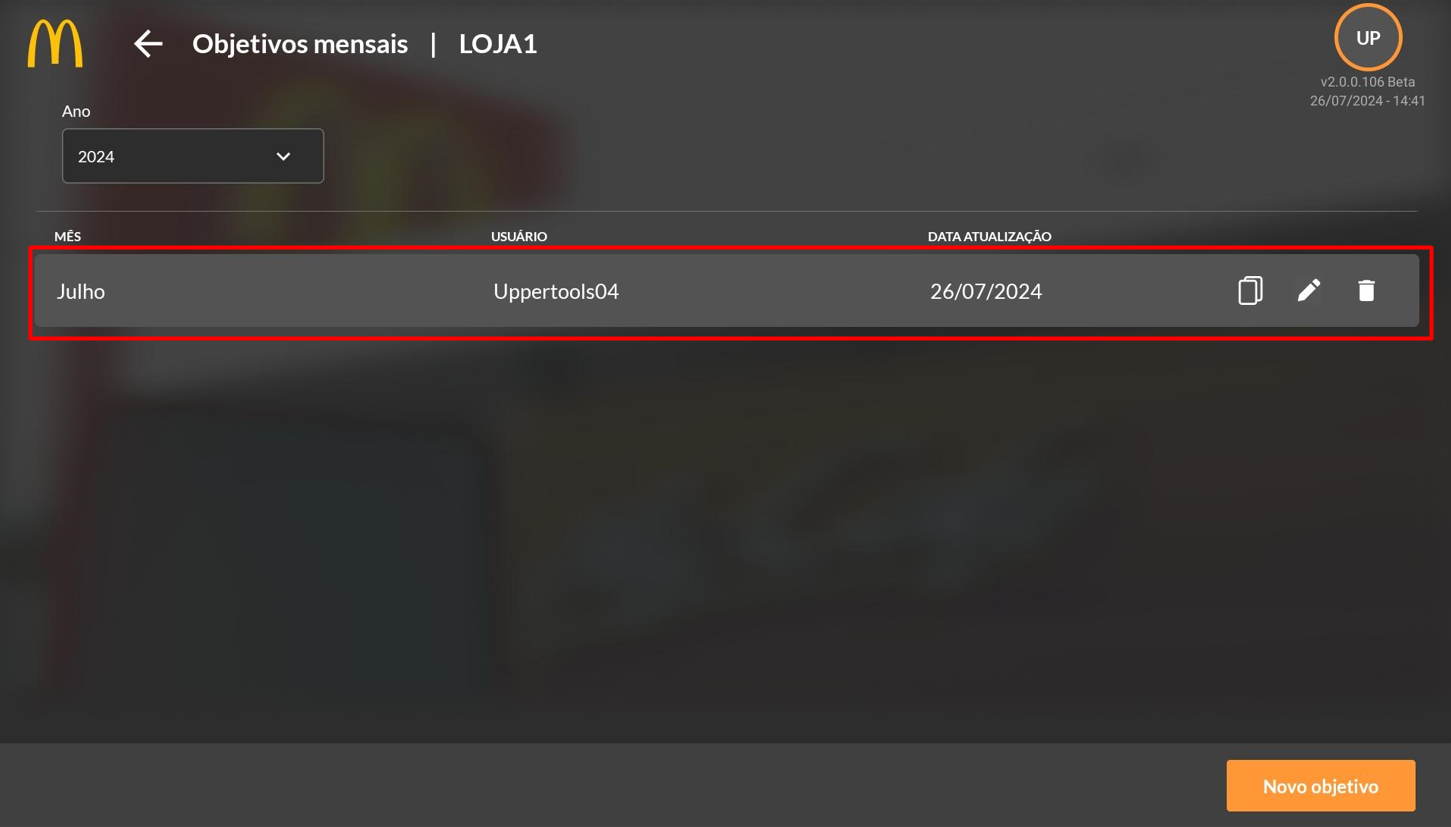 Objetivos mensais | LOJA1
UP
v2.0.0.106 Beta
26/07/2024 - 14:41
Ano
2024
MÊS USUÁRIO DATA ATUALIZAÇÃO
Julho Uppertools04 26/07/2024
Novo objetivo